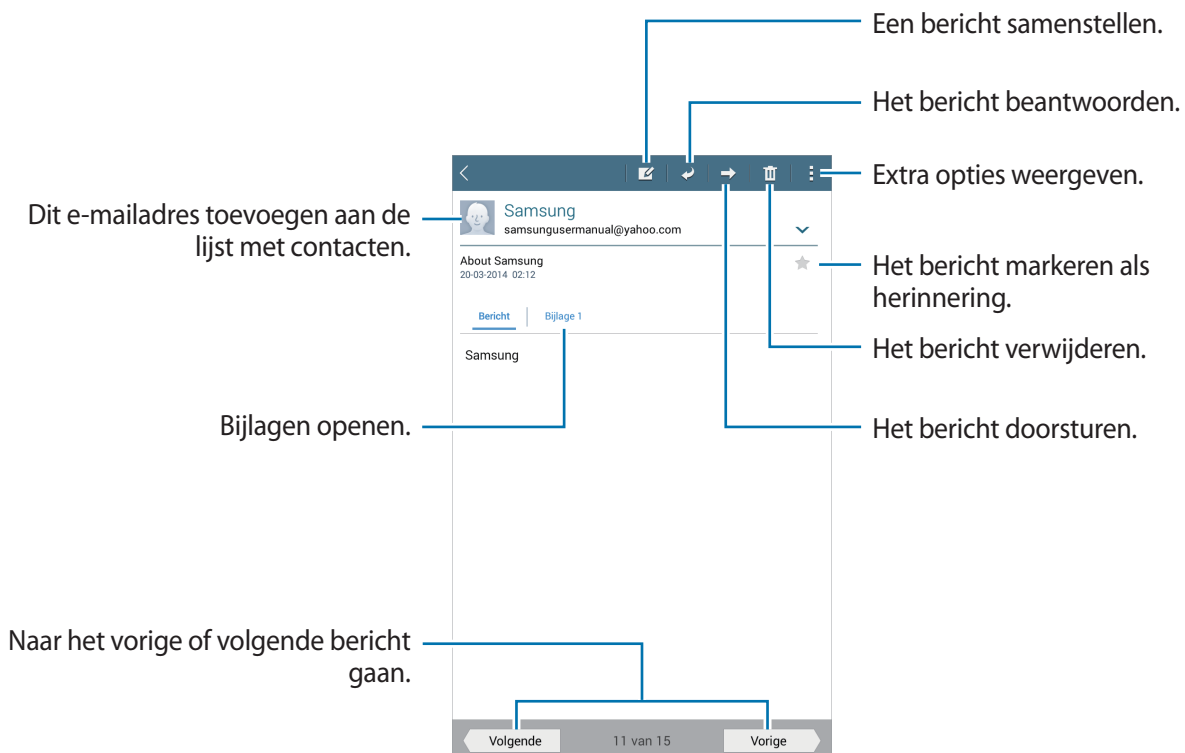 Een bericht samenstellen.
Het bericht beantwoorden.
Extra opties weergeven.
Dit e-mailadres toevoegen aan de
lijst met contacten.
Samsung
samsungusermanual@yahoo.com
About Samsung
20-03-2014 02:12
Het bericht markeren als
herinnering.
Bericht
Bijlage 1
Samsung
Het bericht verwijderen.
Bijlagen openen.
Het bericht doorsturen.
Naar het vorige of volgende bericht
gaan.
Volgende
11 van 15
Vorige